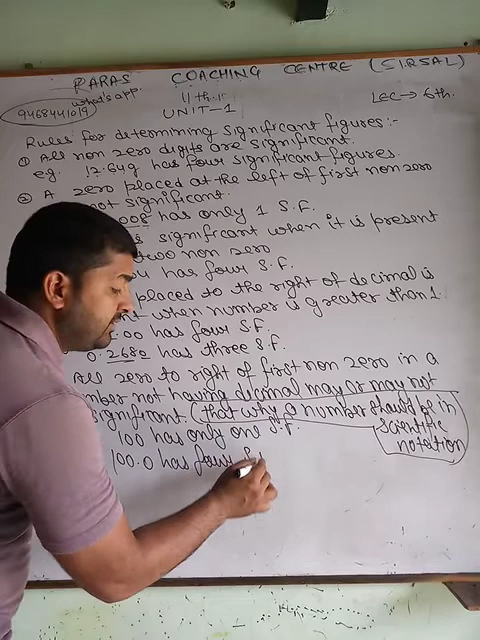 PARAS COACHING CENTRE (SIRSAL)
what's app 11th
9468441019 UNIT-1 LEC → 6th.
Rules for determining significant figures:-
① All non zero digits are significant.
eg. 12.649 has four significant figures.
② A zero placed at the left of first non zero
not significant.
008 has only 1 S.F.
is significant when it is present
two non zero
has four S.F.
placed to the right of decimal is
when number is greater than 1.
.00 has four S.F.
0.2680 has three S.F.
All zero to right of first non zero in a
mber not having decimal may or may not
significant. (that why a number should be in
scientific
notation)
100 has only one S.F.
100.0 has four S.